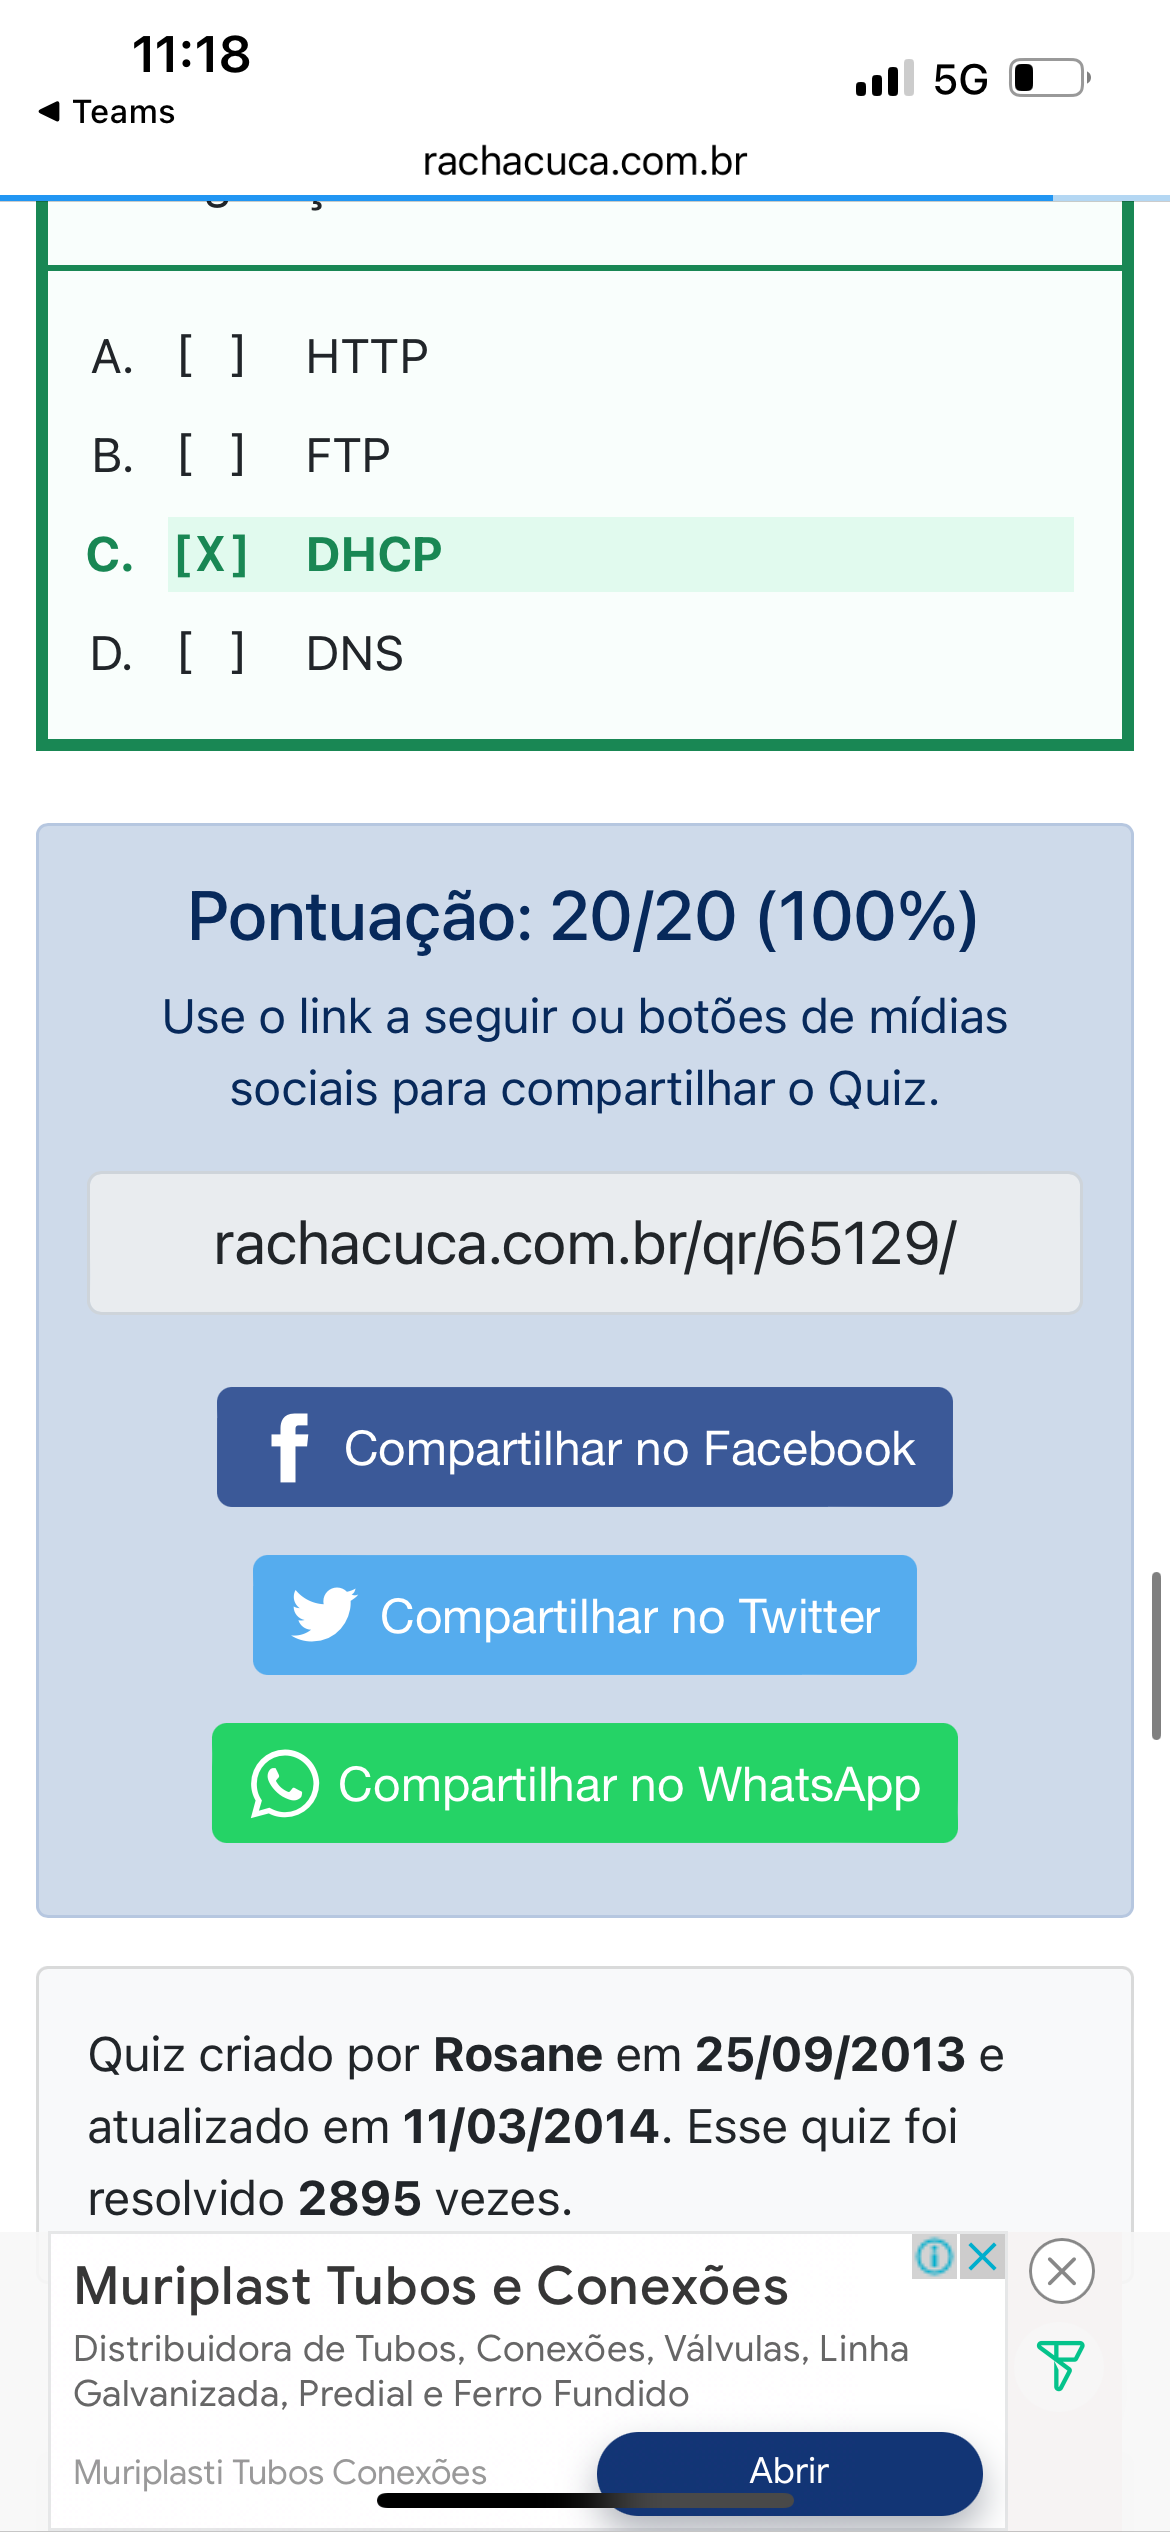 11:18
5G
◀ Teams
rachacuca.com.br
A. [ ] HTTP
B. [ ] FTP
C. [X] DHCP
D. [ ] DNS
Pontuação: 20/20 (100%)
Use o link a seguir ou botões de mídias
sociais para compartilhar o Quiz.
rachacuca.com.br/qr/65129/
Compartilhar no Facebook
Compartilhar no Twitter
Compartilhar no WhatsApp
Quiz criado por Rosane em 25/09/2013 e
atualizado em 11/03/2014. Esse quiz foi
resolvido 2895 vezes.
Muriplast Tubos e Conexões
Distribuidora de Tubos, Conexões, Válvulas, Linha
Galvanizada, Predial e Ferro Fundido
Muriplasti Tubos Conexões
Abrir